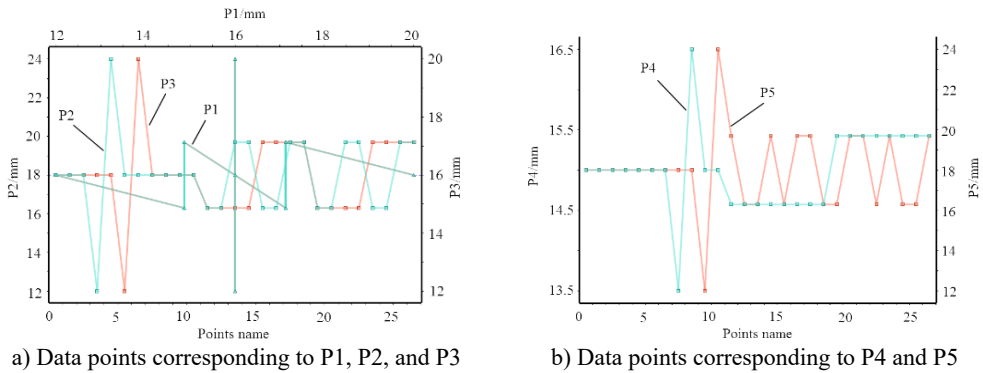 P1/mm
12 14 16 18 20
24 20
22 P3 18
P2 P1
20
18 16
16
14 14
12 12
P2/mm
P3/mm
0 5 10 15 20 25
Points name
a) Data points corresponding to P1, P2, and P3
16.5 24
P4 22
P5
15.5 20
18
14.5 16
14
13.5 12
P4/mm
P5/mm
0 5 10 15 20 25
Points name
b) Data points corresponding to P4 and P5